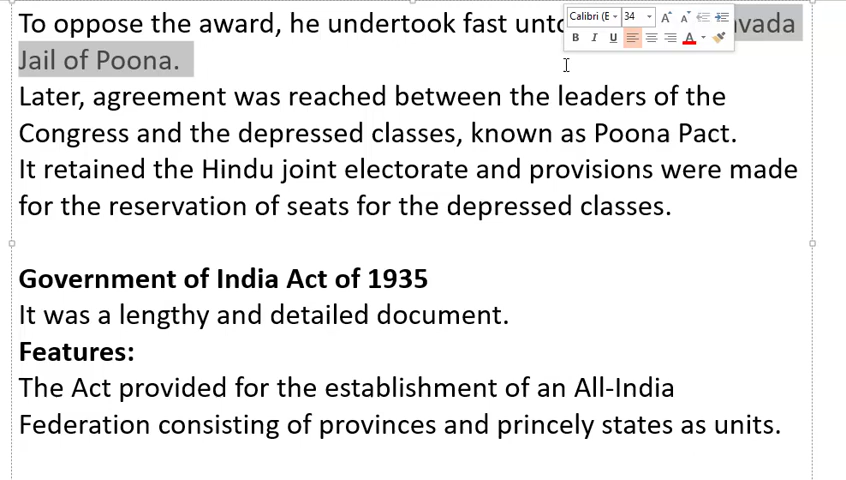 To oppose the award, he undertook fast
Jail of Poona.
Later, agreement was reached between the leaders of the
Congress and the depressed classes, known as Poona Pact.
It retained the Hindu joint electorate and provisions were made
for the reservation of seats for the depressed classes.
Government of India Act of 1935
It was a lengthy and detailed document.
Features:
The Act provided for the establishment of an All-India
Federation consisting of provinces and princely states as units.
Calibri (E
34
B I U A